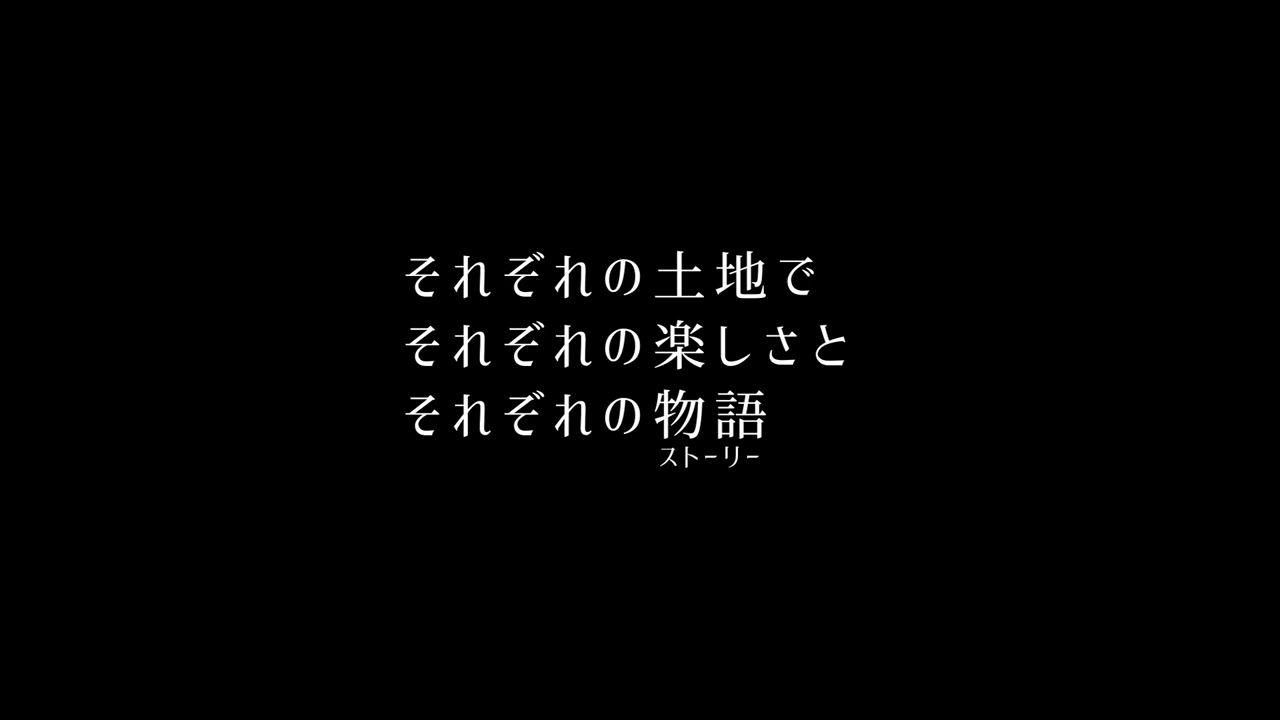 それぞれの土地で
それぞれの楽しさと
それぞれの物語
ストーリー